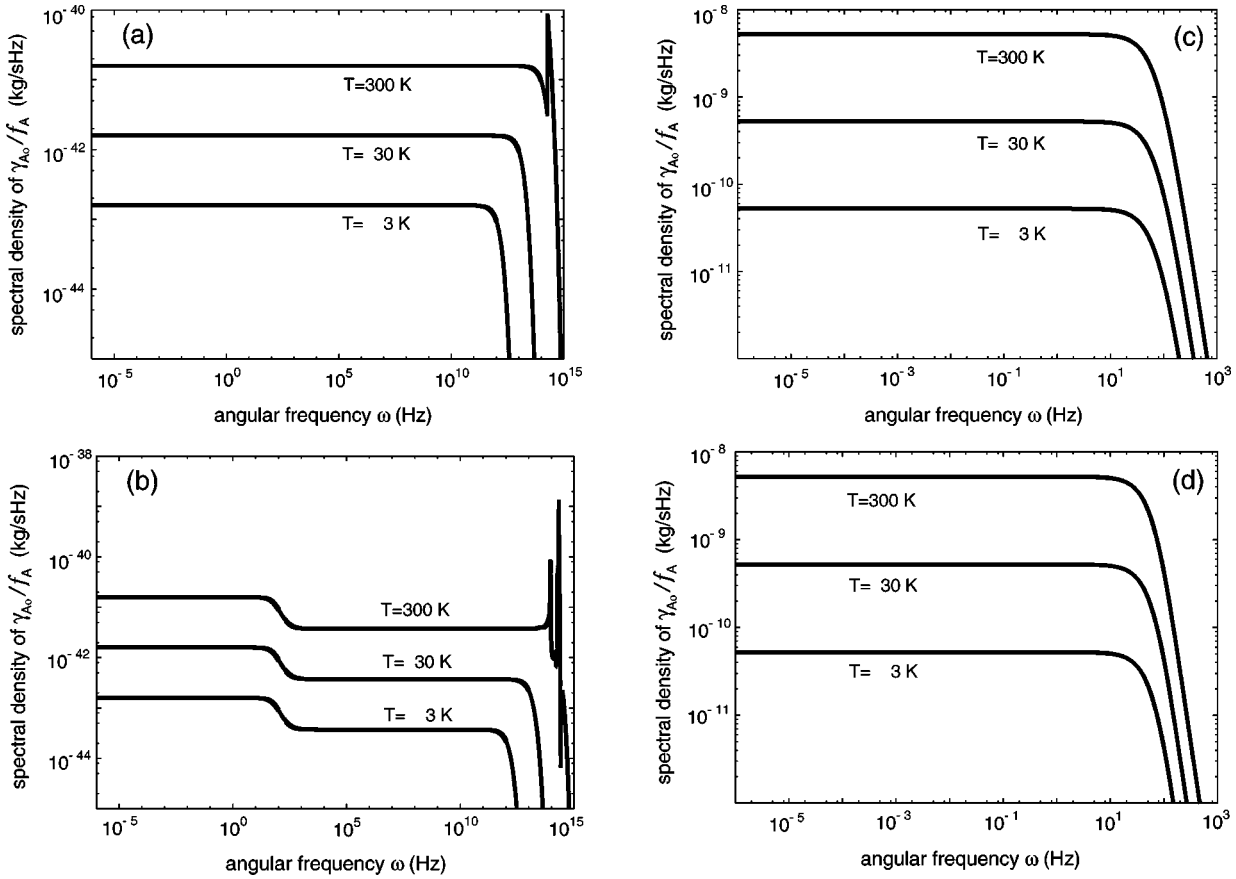 (a)
spectral density of γ_Ao/f_A (kg/sHz)
10^-40
10^-42
10^-44
T=300 K
T= 30 K
T= 3 K
10^-5 10^0 10^5 10^10 10^15
angular frequency ω (Hz)
(c)
spectral density of γ_Ao/f_A (kg/sHz)
10^-8
10^-9
10^-10
10^-11
T=300 K
T= 30 K
T= 3 K
10^-5 10^-3 10^-1 10^1 10^3
angular frequency ω (Hz)
(b)
spectral density of γ_Ao/f_A (kg/sHz)
10^-38
10^-40
10^-42
10^-44
T=300 K
T= 30 K
T= 3 K
10^-5 10^0 10^5 10^10 10^15
angular frequency ω (Hz)
(d)
spectral density of γ_Ao/f_A (kg/sHz)
10^-8
10^-9
10^-10
10^-11
T=300 K
T= 30 K
T= 3 K
10^-5 10^-3 10^-1 10^1 10^3
angular frequency ω (Hz)